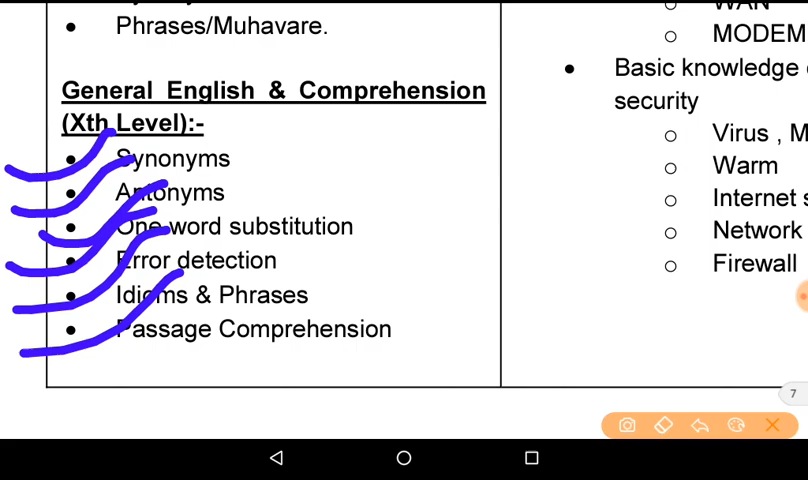 Phrases/Muhavare.
General English & Comprehension
(Xth Level):-
Synonyms
Antonyms
One word substitution
Error detection
Idioms & Phrases
Passage Comprehension
WAN
MODEM
Basic knowledge
security
Virus , M
Warm
Internet s
Network
Firewall
7